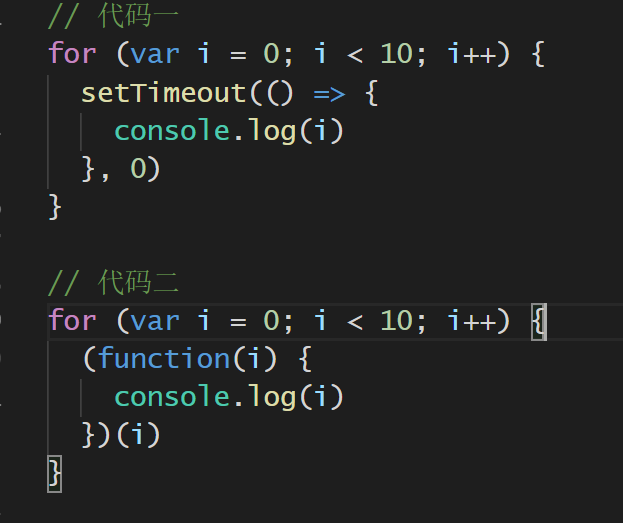 // 代码一
for (var i = 0; i < 10; i++) {
  setTimeout(() => {
    console.log(i)
  }, 0)
}

// 代码二
for (var i = 0; i < 10; i++) {
  (function(i) {
    console.log(i)
  })(i)
}